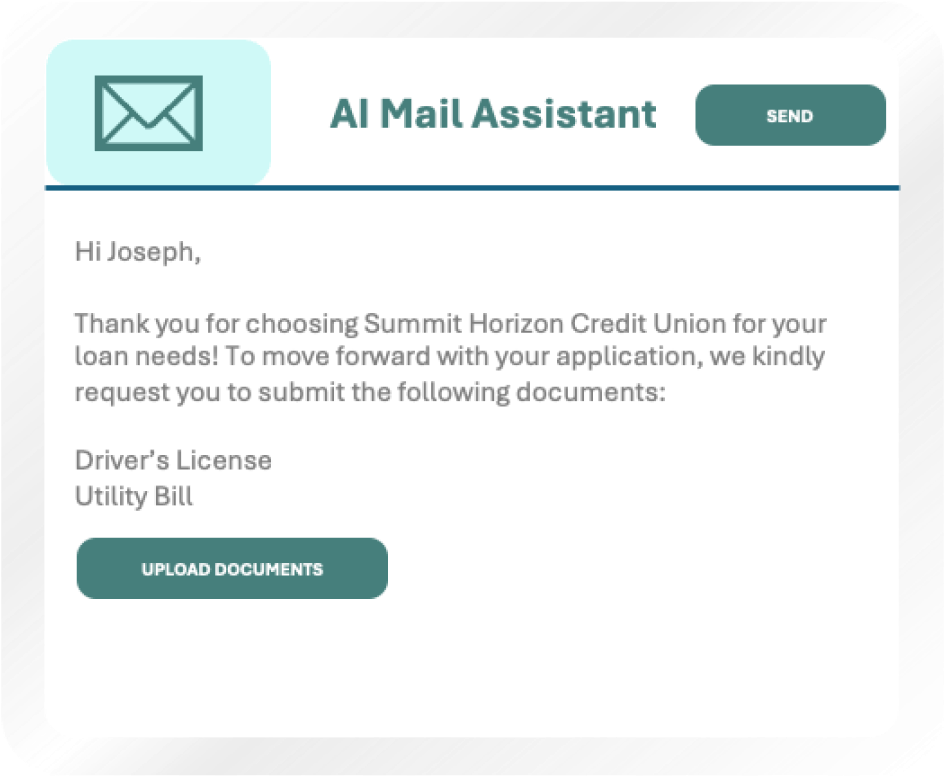 AI Mail Assistant
SEND
Hi Joseph,
Thank you for choosing Summit Horizon Credit Union for your
loan needs! To move forward with your application, we kindly
request you to submit the following documents:
Driver’s License
Utility Bill
UPLOAD DOCUMENTS